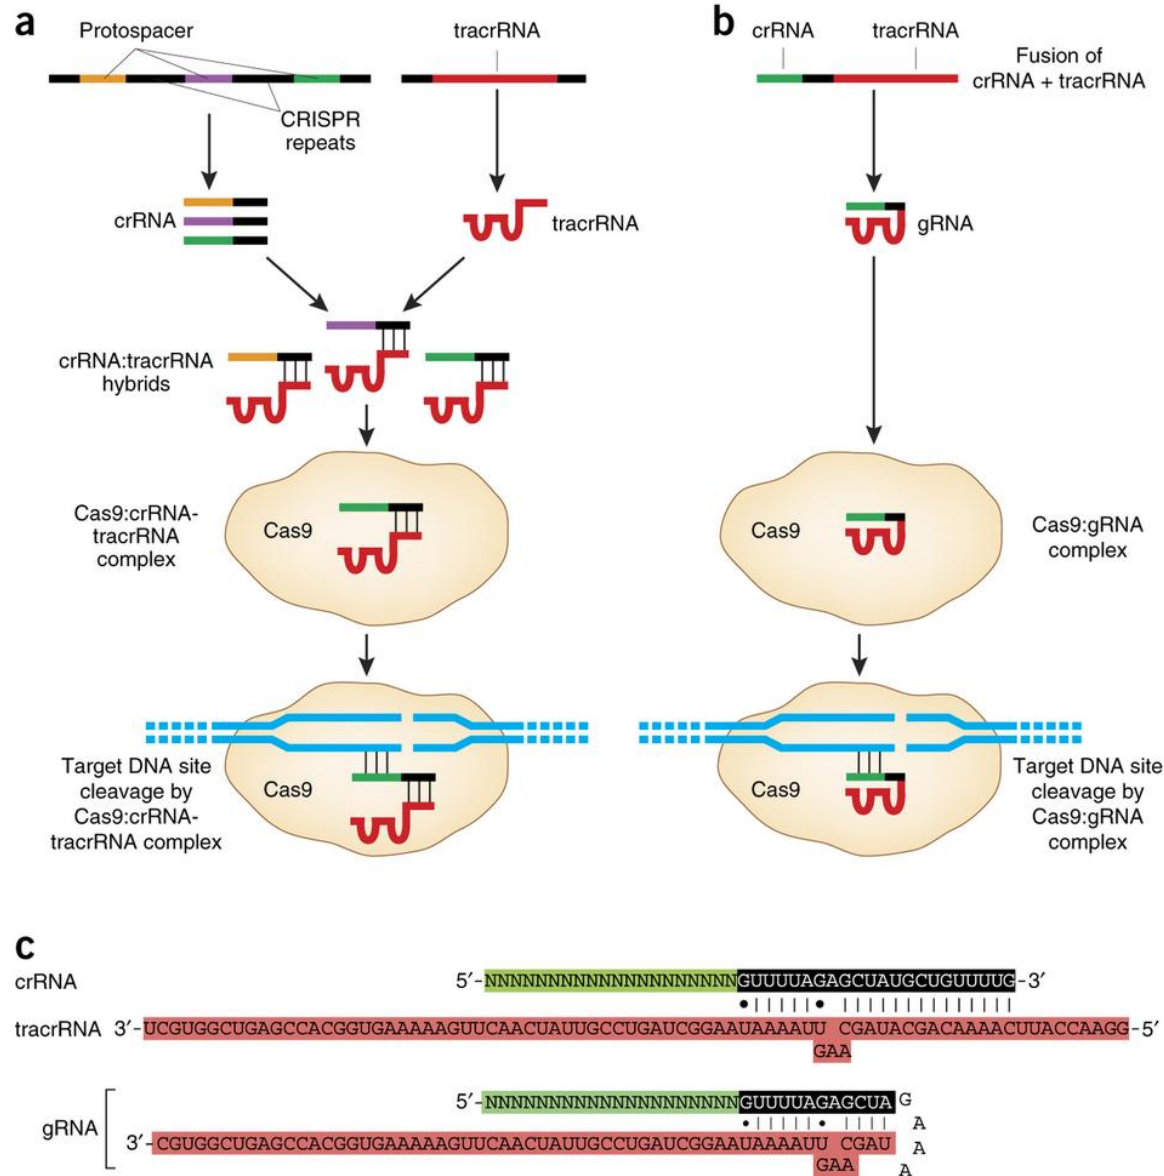 a
Protospacer
tracrRNA
CRISPR
repeats
crRNA
tracrRNA
crRNA:tracrRNA
hybrids
Cas9:crRNA-
tracrRNA
complex
Cas9
Target DNA site
cleavage by
Cas9:crRNA-
tracrRNA complex
Cas9
b
crRNA
tracrRNA
Fusion of
crRNA + tracrRNA
gRNA
Cas9
Cas9:gRNA
complex
Cas9
Target DNA site
cleavage by
Cas9:gRNA
complex
c
crRNA
5′-NNNNNNNNNNNNNNNNNNNNGUUUUAGAGCUAUGCUGUUUUG-3′
tracrRNA 3′-UCGUGGCUGAGCCACGGUGAAAAAGUUCAACUAUUGCCUGAUCGGAAUAAAAUU CGAUACGACAAAACUUACCAAGG-5′
GAA
5′-NNNNNNNNNNNNNNNNNNNNGUUUUAGAGCUA G
A
gRNA
3′-CGUGGCUGAGCCACGGUGAAAAAGUUCAACUAUUGCCUGAUCGGAAUAAAAUU CGAU A
GAA A